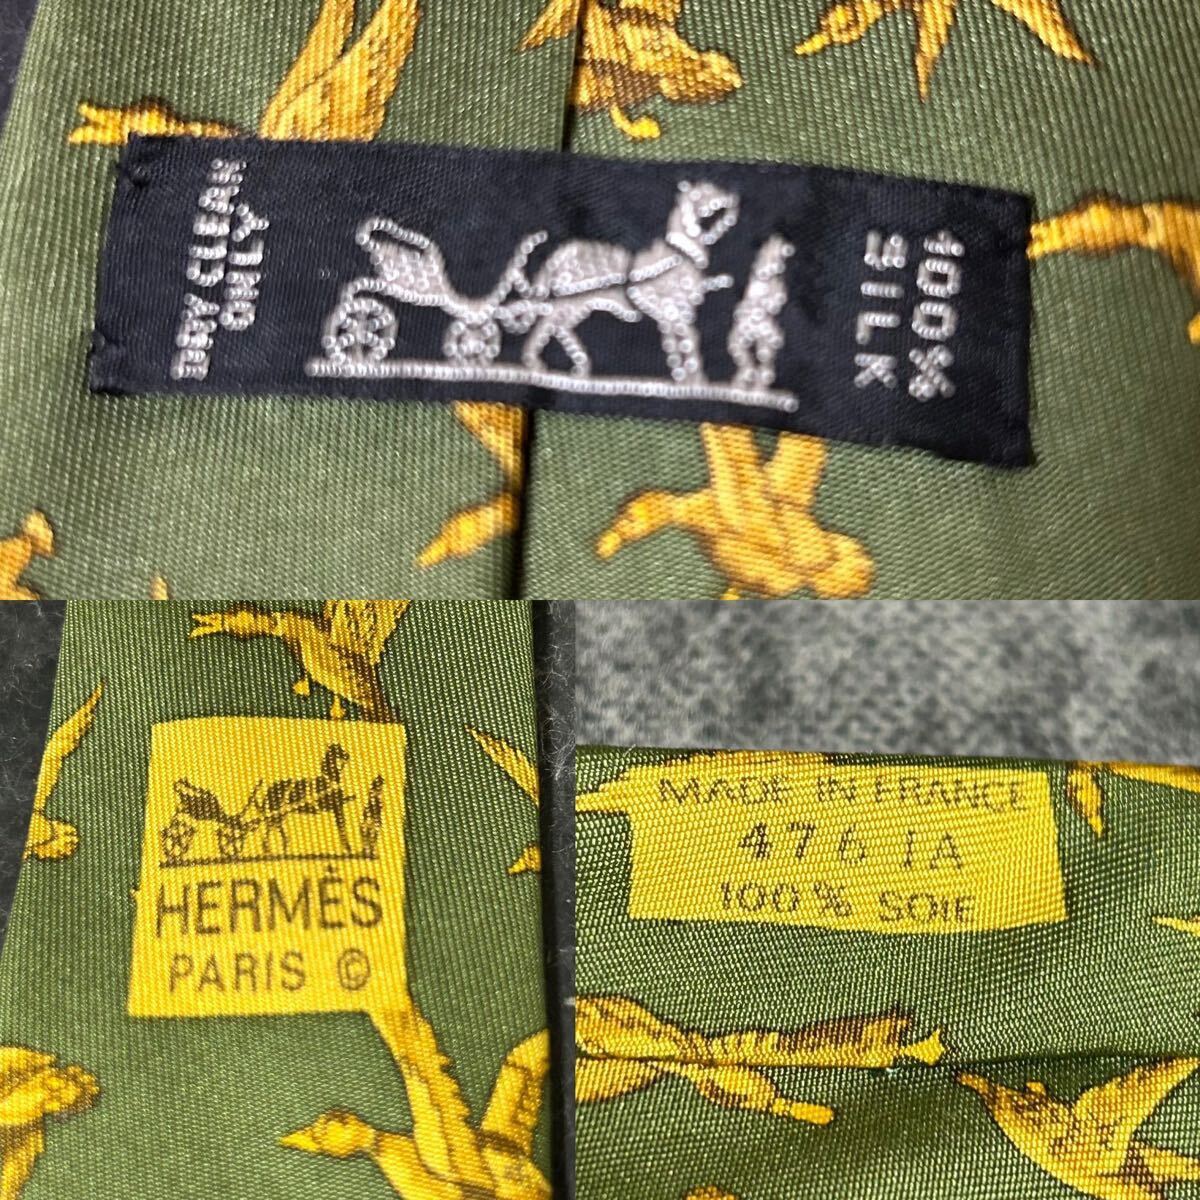 DRY CLEAN
ONLY
100%
SILK
HERMÈS
PARIS ©
MADE IN FRANCE
476 IA
100% SOIE